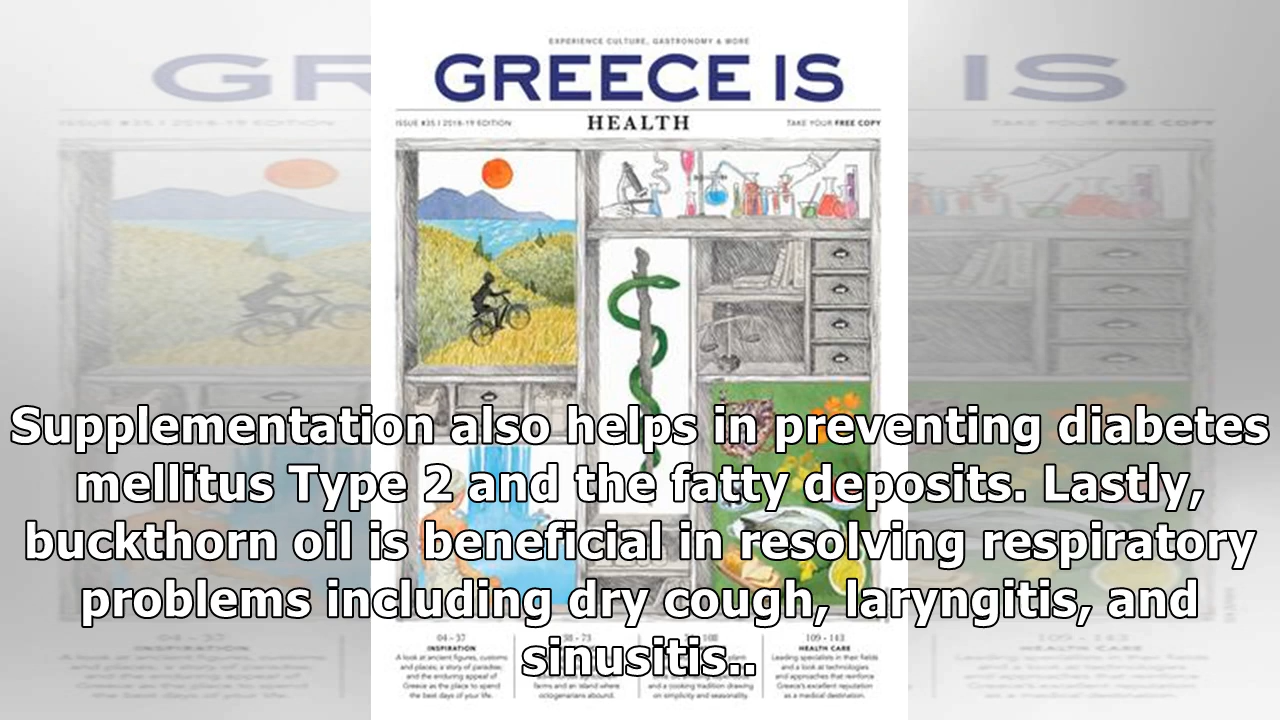 EXPERIENCE CULTURE, GASTRONOMY & MORE
GREECE IS
ISSUE #35 | 2018-19 EDITION
HEALTH
TAKE YOUR FREE COPY
Supplementation also helps in preventing diabetes
mellitus Type 2 and the fatty deposits. Lastly,
buckthorn oil is beneficial in resolving respiratory
problems including dry cough, laryngitis, and
sinusitis..
04 - 37
INSPIRATION
A look at ancient figures, customs
and places; a story of paradise;
and the enduring appeal of
Greece as the place to spend
the best days of your life.
38 - 73
farms and an island where
octogenarians abound.
108
and a cooking tradition drawing
on simplicity and seasonality.
109 - 143
HEALTH CARE
Leading specialists in their fields
and a look at technologies
and approaches that reinforce
Greece's excellent reputation
as a medical destination.